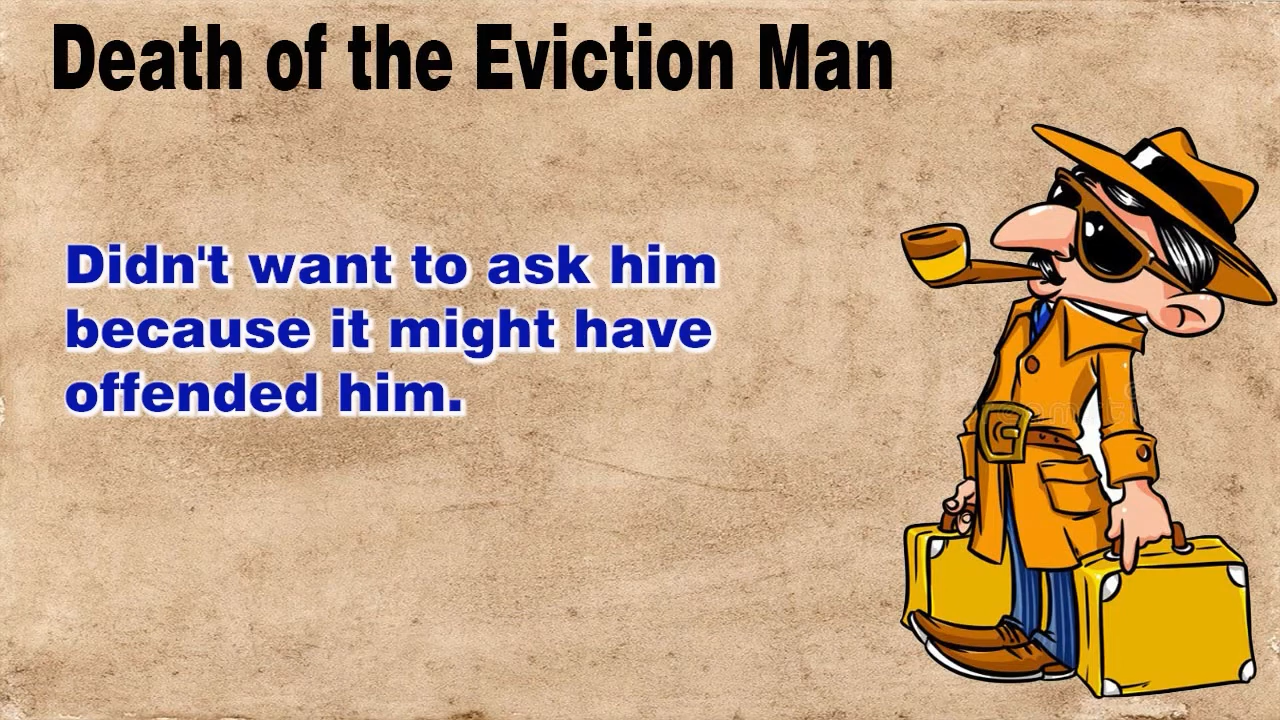 Death of the Eviction Man
Didn't want to ask him
because it might have
offended him.